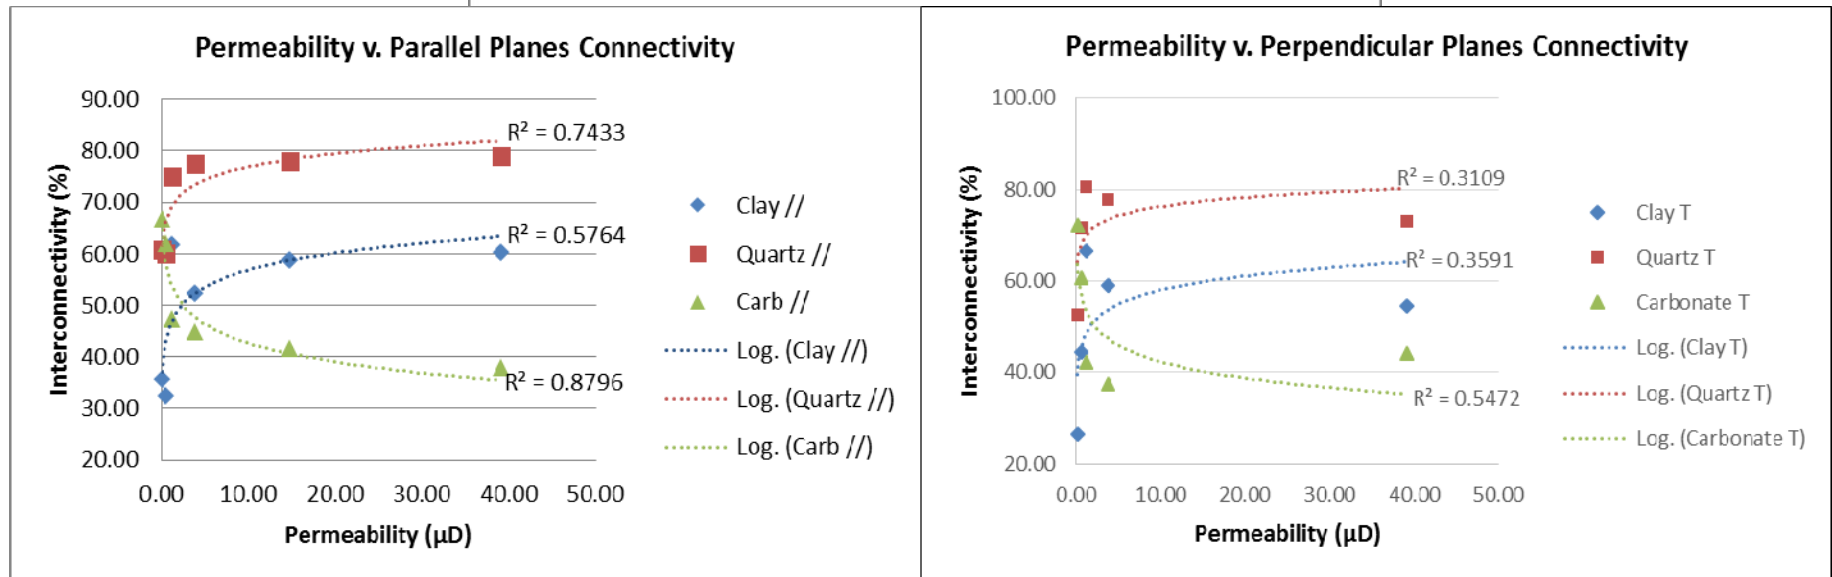 Permeability v. Parallel Planes Connectivity
90.00
80.00
70.00
60.00
50.00
40.00
30.00
20.00
Interconnectivity (%)
R² = 0.7433
R² = 0.5764
R² = 0.8796
0.00 10.00 20.00 30.00 40.00 50.00
Permeability (µD)
Clay //
Quartz //
Carb //
Log. (Clay //)
Log. (Quartz //)
Log. (Carb //)
Permeability v. Perpendicular Planes Connectivity
100.00
80.00
60.00
40.00
20.00
Interconnectivity (%)
R² = 0.3109
R² = 0.3591
R² = 0.5472
0.00 10.00 20.00 30.00 40.00 50.00
Permeability (µD)
Clay T
Quartz T
Carbonate T
Log. (Clay T)
Log. (Quartz T)
Log. (Carbonate T)